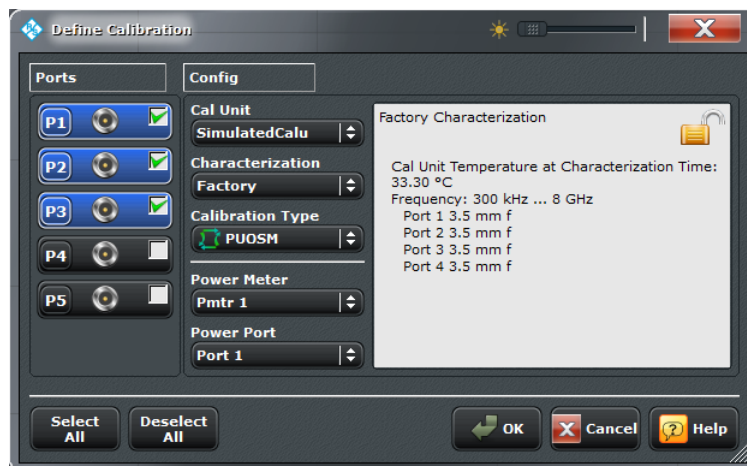 Define Calibration
Ports
Config
P1
P2
P3
P4
P5
Cal Unit
SimulatedCalu
Characterization
Factory
Calibration Type
PUOSM
Power Meter
Pmtr 1
Power Port
Port 1
Factory Characterization
Cal Unit Temperature at Characterization Time:
33.30 °C
Frequency: 300 kHz ... 8 GHz
Port 1 3.5 mm f
Port 2 3.5 mm f
Port 3 3.5 mm f
Port 4 3.5 mm f
Select
All
Deselect
All
OK
Cancel
Help